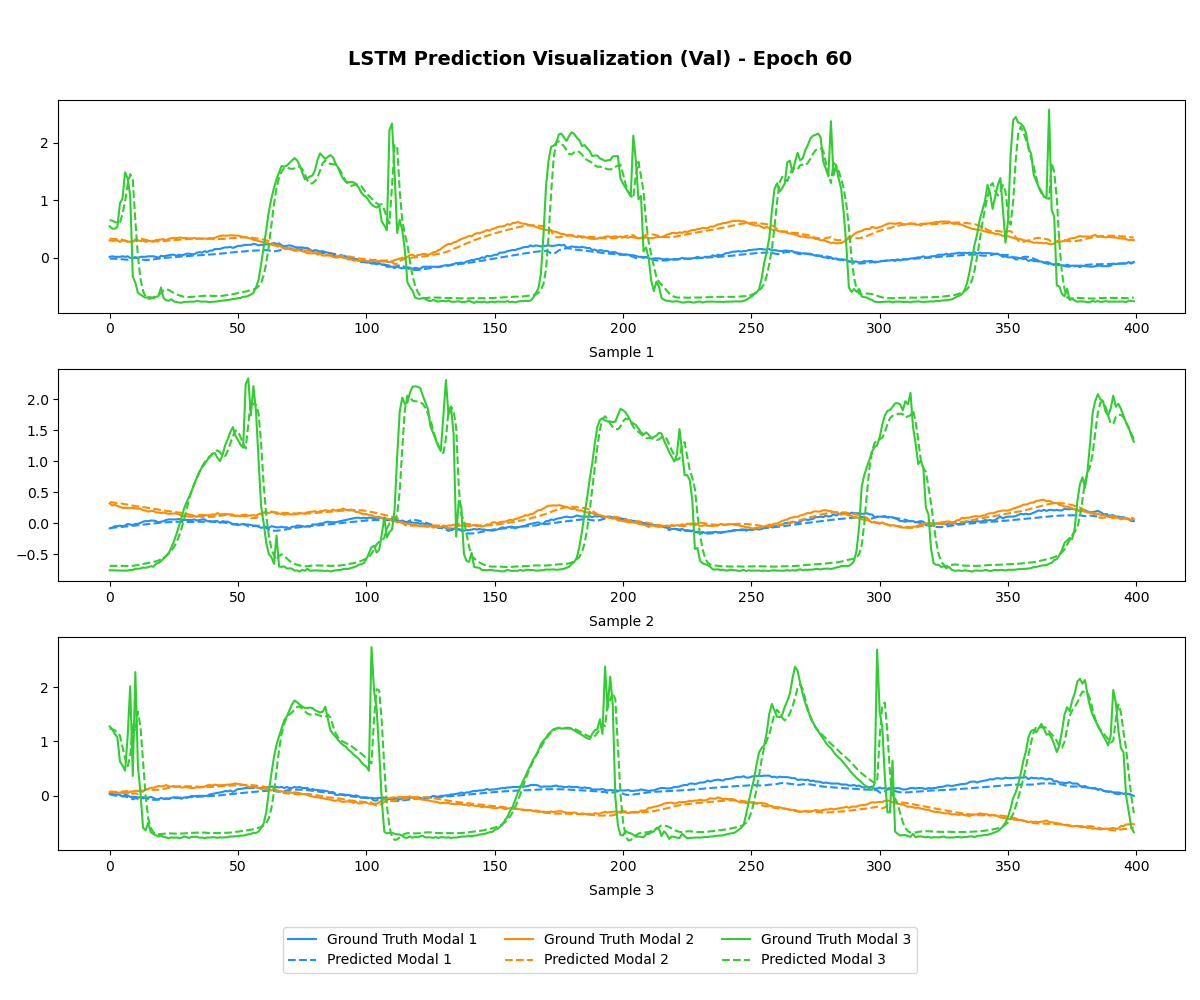 LSTM Prediction Visualization (Val) - Epoch 60
2
1
0
0 50 100 150 200 250 300 350 400
Sample 1
2.0
1.5
1.0
0.5
0.0
−0.5
0 50 100 150 200 250 300 350 400
Sample 2
2
1
0
0 50 100 150 200 250 300 350 400
Sample 3
Ground Truth Modal 1 Ground Truth Modal 2 Ground Truth Modal 3
Predicted Modal 1 Predicted Modal 2 Predicted Modal 3